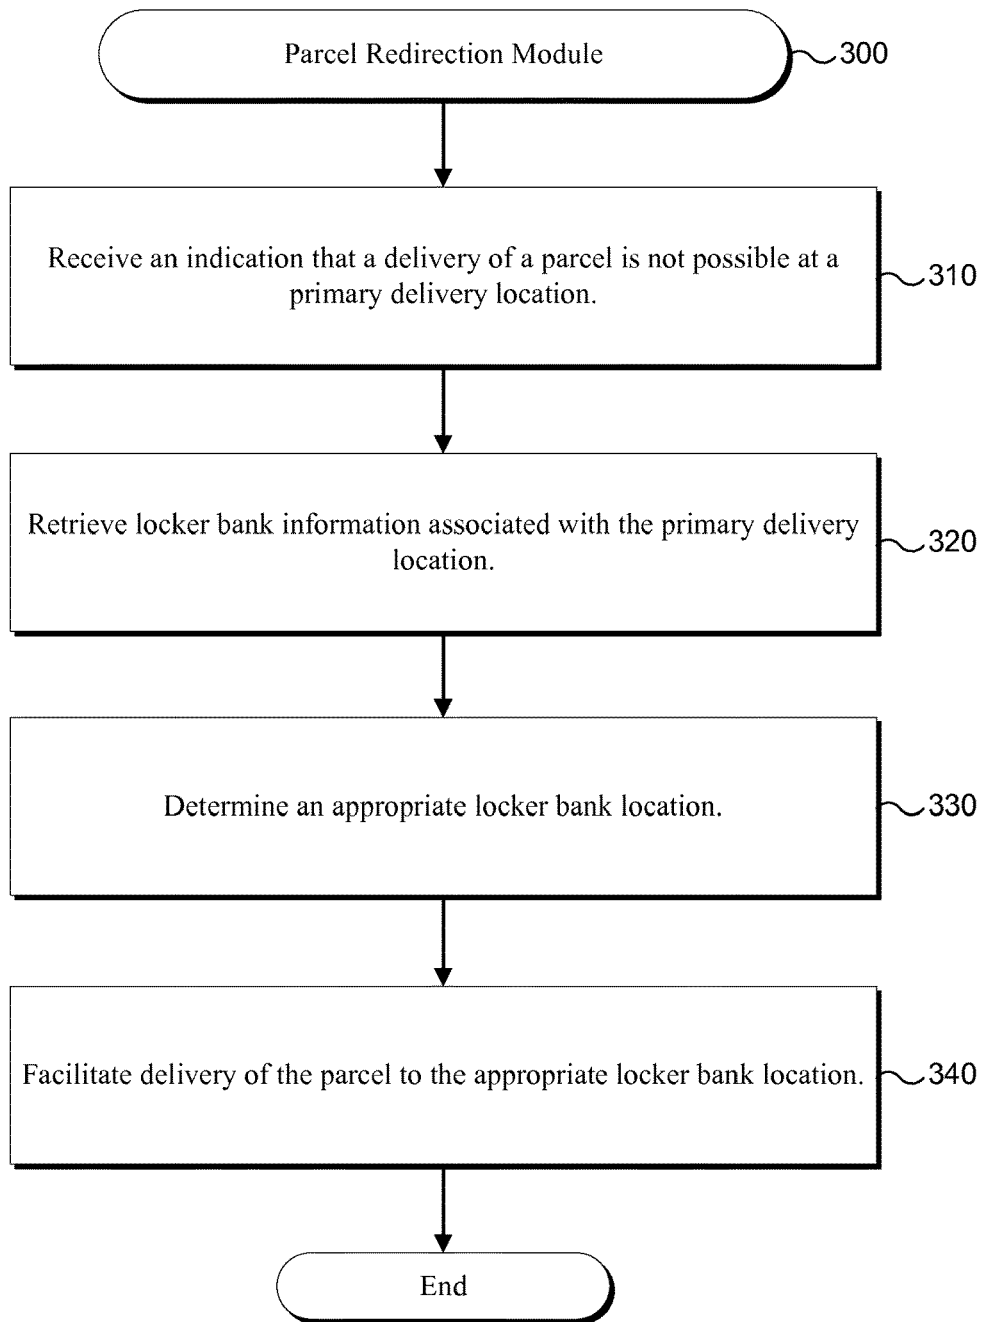 Parcel Redirection Module
300
Receive an indication that a delivery of a parcel is not possible at a
primary delivery location.
310
Retrieve locker bank information associated with the primary delivery
location.
320
Determine an appropriate locker bank location.
330
Facilitate delivery of the parcel to the appropriate locker bank location.
340
End